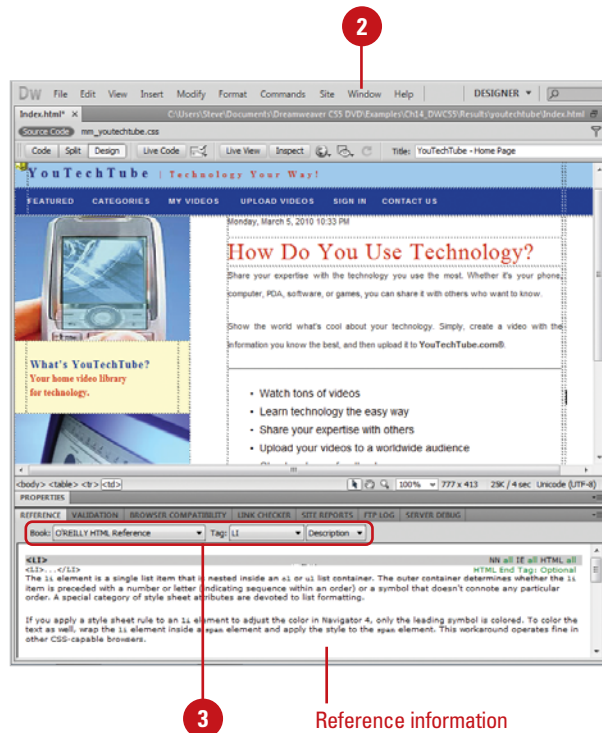 2
DW File Edit View Insert Modify Format Commands Site Window Help DESIGNER
Index.html* × C:\Users\Steve\Documents\Dreamweaver CS5 DVD\Examples\Ch14_DWCS5\Results\youtechtube\Index.html
Source Code mm_youtechtube.css
Code Split Design Live Code Live View Inspect Title: YouTechTube - Home Page
YouTechTube | Technology Your Way!
FEATURED CATEGORIES MY VIDEOS UPLOAD VIDEOS SIGN IN CONTACT US
Monday, March 5, 2010 10:33 PM
How Do You Use Technology?
Share your expertise with the technology you use the most. Whether it's your phone,
computer, PDA, software, or games, you can share it with others who want to know.
Show the world what's cool about your technology. Simply, create a video with the
information you know the best, and then upload it to YouTechTube.com®.
What's YouTechTube?
Your home video library
for technology.
• Watch tons of videos
• Learn technology the easy way
• Share your expertise with others
• Upload your videos to a worldwide audience
<body> <table> <tr> <td> 100% 777 x 413 29K / 4 sec Unicode (UTF-8)
PROPERTIES
REFERENCE VALIDATION BROWSER COMPATIBILITY LINK CHECKER SITE REPORTS FTP LOG SERVER DEBUG
Book: O'REILLY HTML Reference Tag: LI Description
<LI> NN all IE all HTML all
<LI>...</LI> HTML End Tag: Optional
The li element is a single list item that is nested inside an ol or ul list container. The outer container determines whether the li
item is preceded with a number or letter (indicating sequence within an order) or a symbol that doesn't connote any particular
order. A special category of style sheet attributes are devoted to list formatting.
If you apply a style sheet rule to an li element to adjust the color in Navigator 4, only the leading symbol is colored. To color the
text as well, wrap the li element inside a span element and apply the style to the span element. This workaround operates fine in
other CSS-capable browsers.
3
Reference information